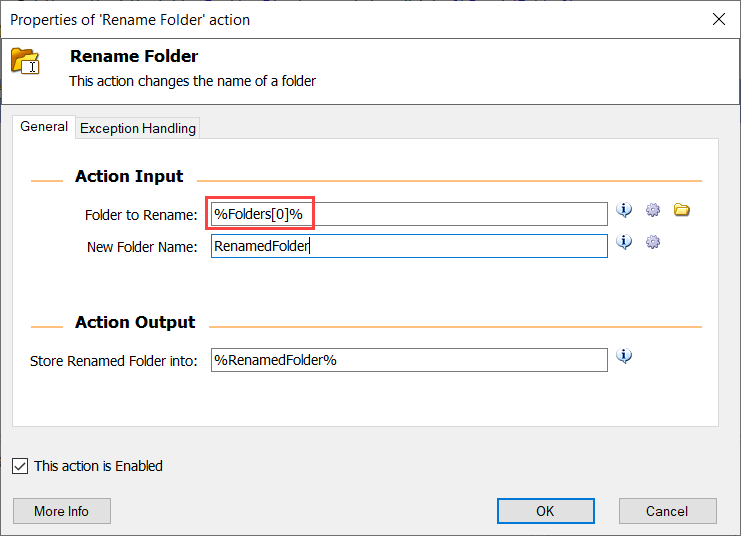 Properties of 'Rename Folder' action
Rename Folder
This action changes the name of a folder
General
Exception Handling
Action Input
Folder to Rename: %Folders[0]%
New Folder Name: RenamedFolder
Action Output
Store Renamed Folder into: %RenamedFolder%
This action is Enabled
More Info
OK
Cancel